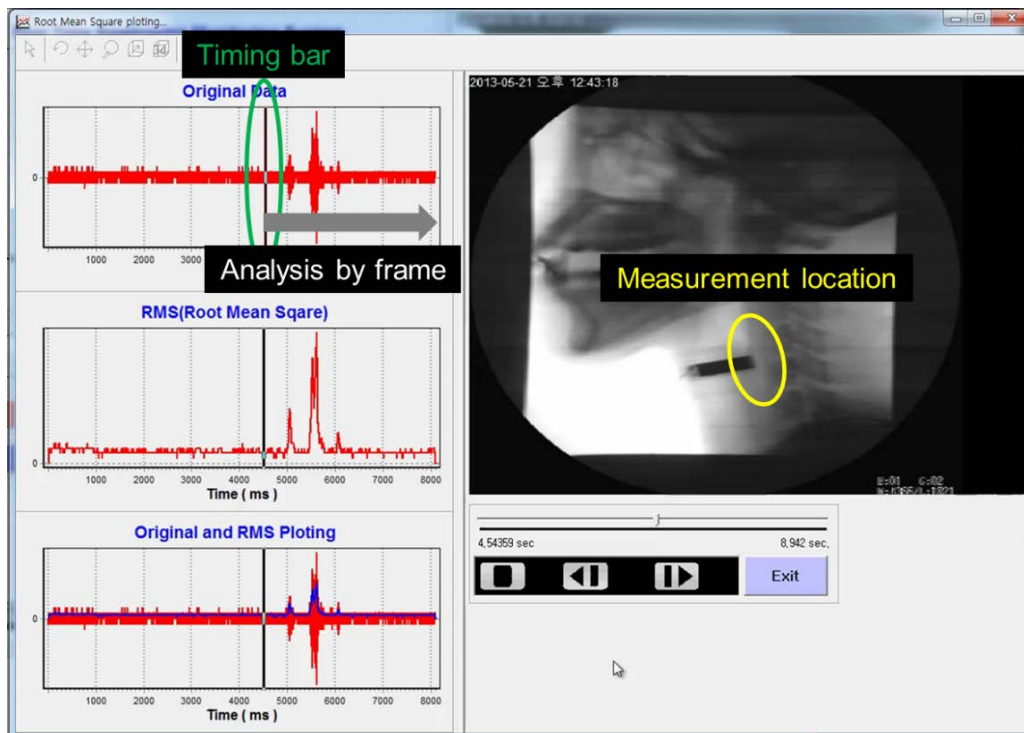 Root Mean Square ploting...
Timing bar
Original Data
0
1000 2000 3000
Analysis by frame
RMS(Root Mean Sqare)
0
1000 2000 3000 4000 5000 6000 7000 8000
Time ( ms )
Original and RMS Ploting
0
1000 2000 3000 4000 5000 6000 7000 8000
Time ( ms )
2013-05-21 오후 12:43:18
Measurement location
4,54359 sec
8,942 sec,
Exit